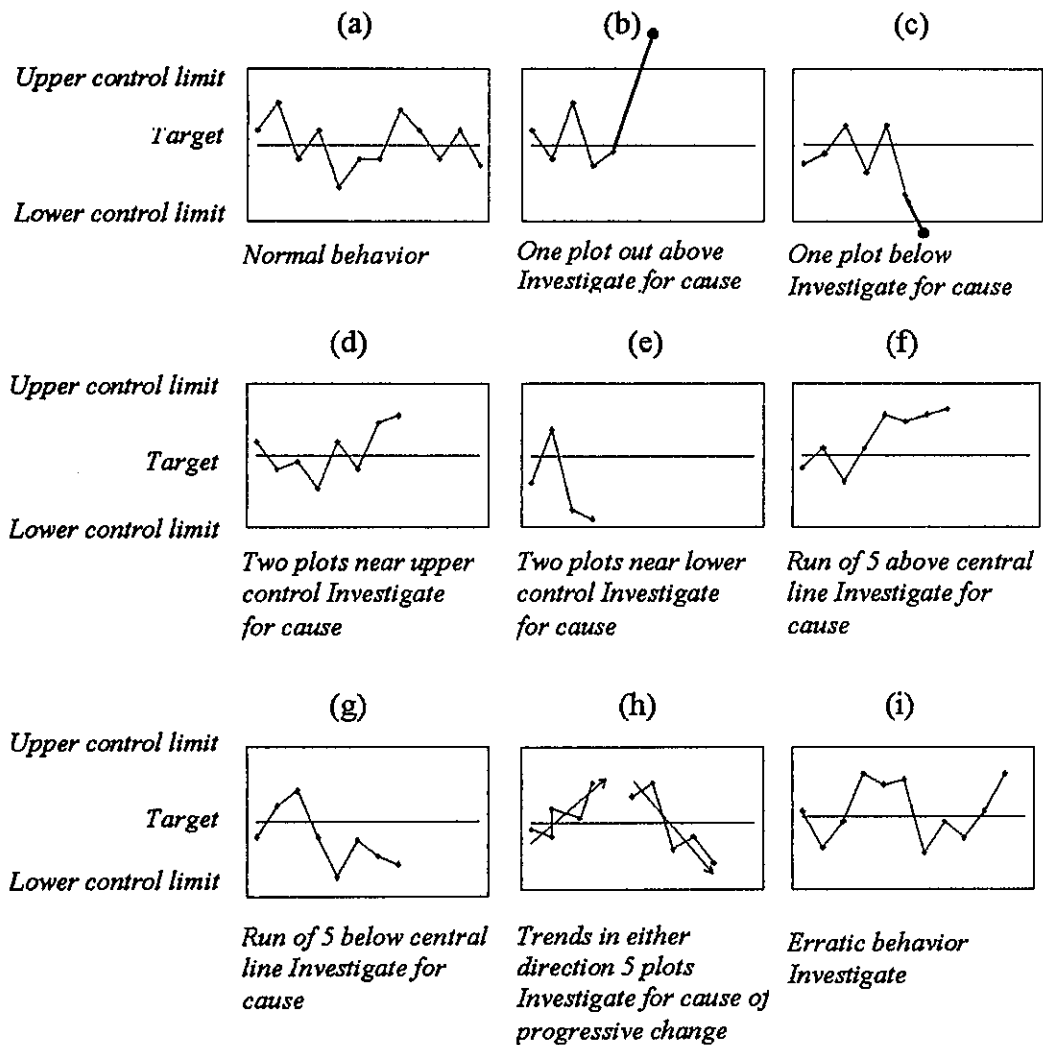 (a)
(b)
(c)
Upper control limit
Target
Lower control limit
Normal behavior
One plot out above
Investigate for cause
One plot below
Investigate for cause
(d)
(e)
(f)
Upper control limit
Target
Lower control limit
Two plots near upper
control Investigate
for cause
Two plots near lower
control Investigate
for cause
Run of 5 above central
line Investigate for
cause
(g)
(h)
(i)
Upper control limit
Target
Lower control limit
Run of 5 below central
line Investigate for
cause
Trends in either
direction 5 plots
Investigate for cause of
progressive change
Erratic behavior
Investigate